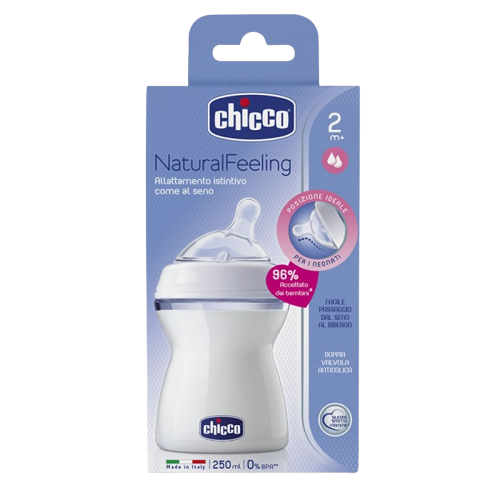 chicco
2
m+
NaturalFeeling
Allattamento istintivo
come al seno
POSIZIONE IDEALE
PER I NEONATI
96%
Accettato
dai bambini*
FACILE
PASSAGGIO
DAL SENO
AL BIBERON
DOPPIA
VALVOLA
ANTICOLICA
chicco
Made in Italy
250 ml
0% BPA**